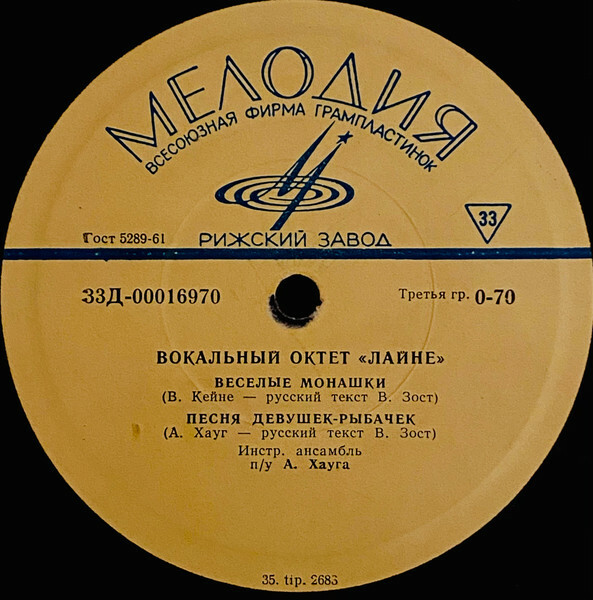 МЕЛОДИЯ
ВСЕСОЮЗНАЯ ФИРМА ГРАМПЛАСТИНОК
33
Гост 5289-61
РИЖСКИЙ ЗАВОД
33Д-00016970
Третья гр. 0-70
ВОКАЛЬНЫЙ ОКТЕТ «ЛАЙНЕ»
ВЕСЕЛЫЕ МОНАШКИ
(В. Кейне — русский текст В. Зост)
ПЕСНЯ ДЕВУШЕК-РЫБАЧЕК
(А. Хауг — русский текст В. Зост)
Инстр. ансамбль
п/у А. Хауга
35. tip. 2683